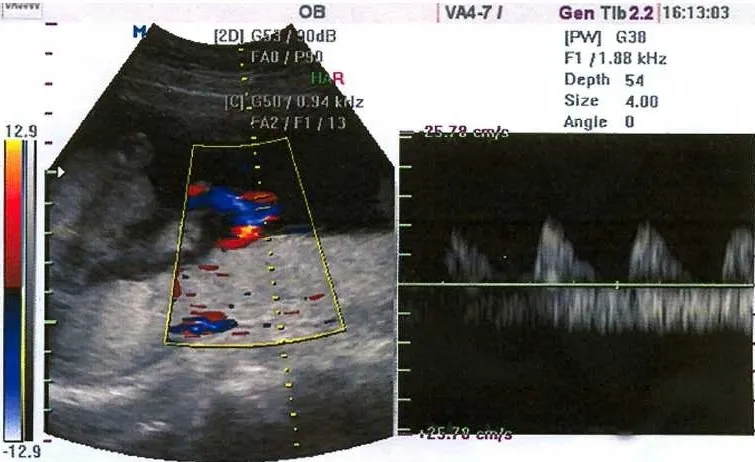 OB
VA4-7 /
Gen TIb 2.2
16:13:03
M
[2D] G53 / 90dB
FA0 / P90
HAR
[C] G50 / 0.94 kHz
FA2 / F1 / 13
[PW] G38
F1 / 1.88 kHz
Depth 54
Size 4.00
Angle 0
12.9
-12.9
-25.78 cm/s
+25.78 cm/s